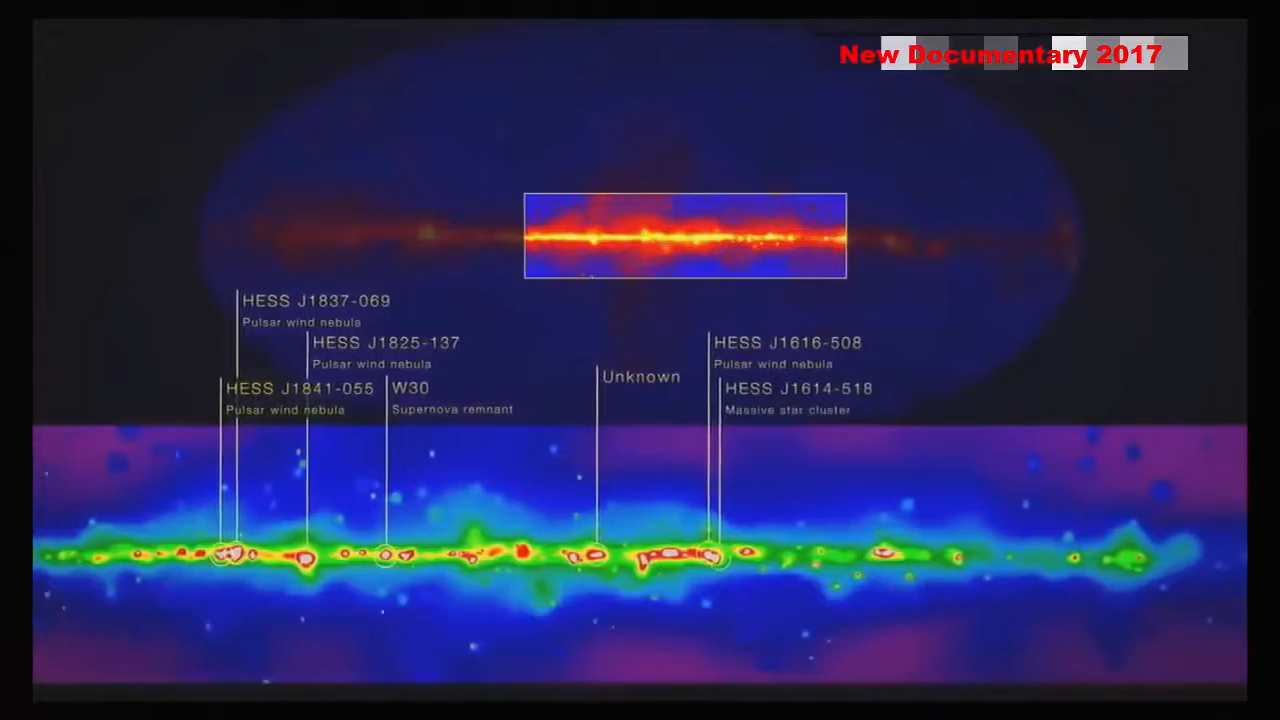 New Documentary 2017
HESS J1837-069
Pulsar wind nebula
HESS J1825-137
Pulsar wind nebula
HESS J1616-508
Pulsar wind nebula
HESS J1841-055
Pulsar wind nebula
W30
Supernova remnant
Unknown
HESS J1614-518
Massive star cluster